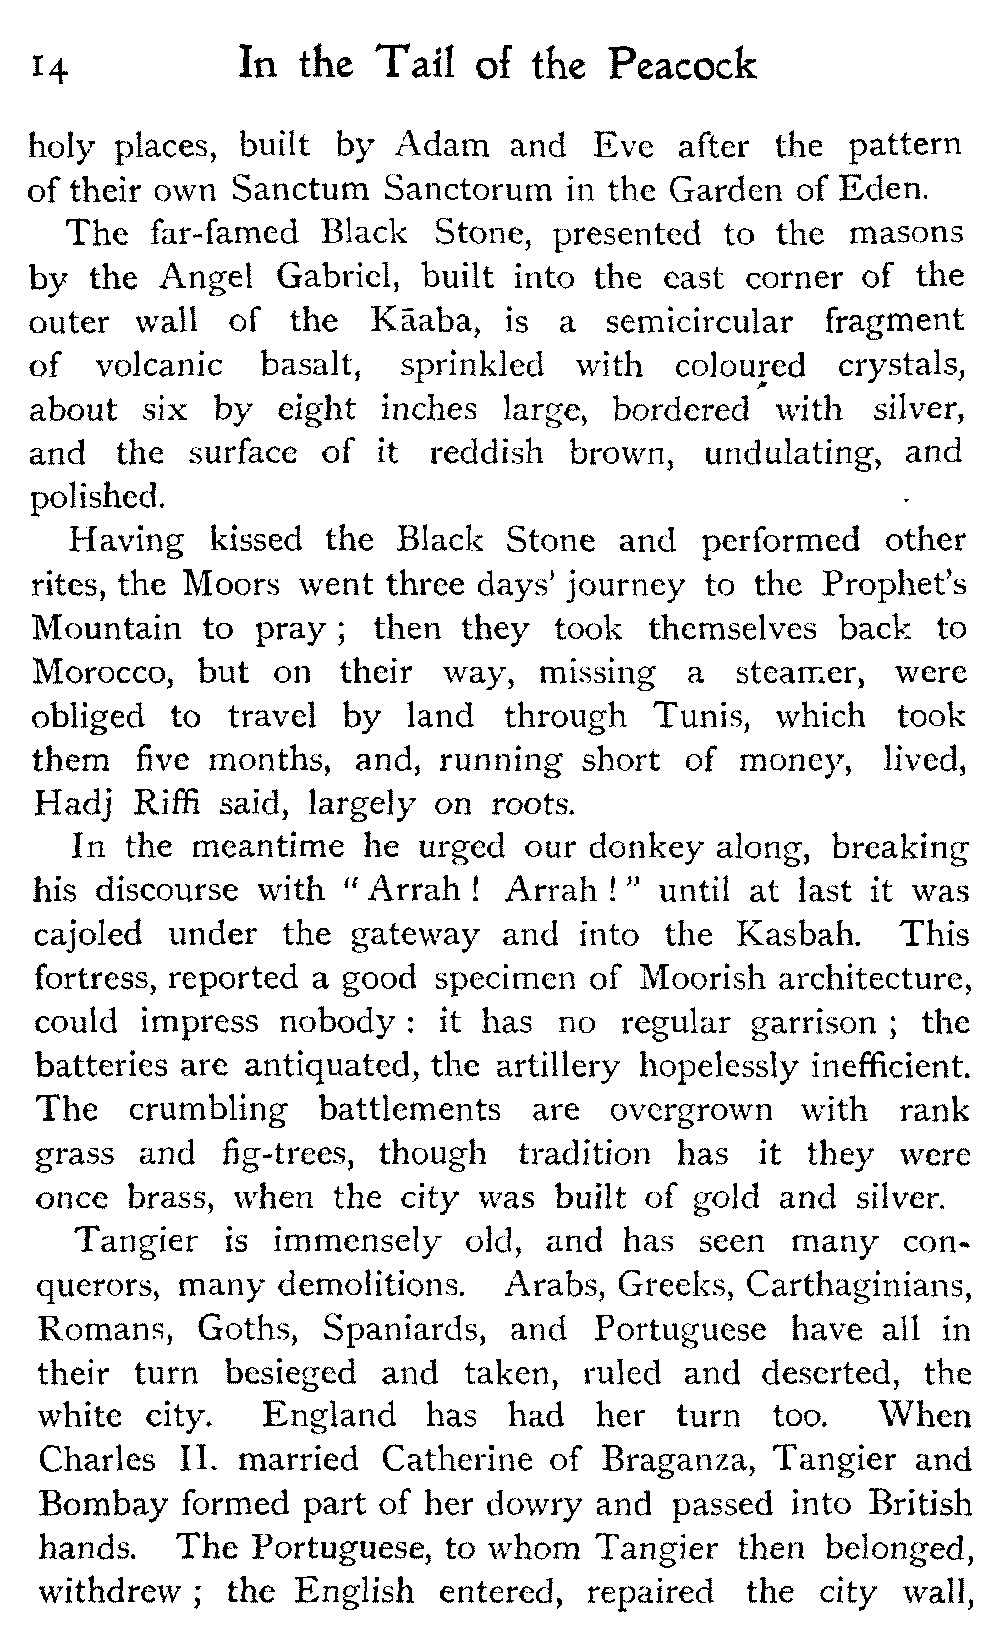 14 In the Tail of the Peacock
holy places, built by Adam and Eve after the pattern
of their own Sanctum Sanctorum in the Garden of Eden.
The far-famed Black Stone, presented to the masons
by the Angel Gabriel, built into the east corner of the
outer wall of the Kāaba, is a semicircular fragment
of volcanic basalt, sprinkled with coloured crystals,
about six by eight inches large, bordered with silver,
and the surface of it reddish brown, undulating, and
polished.
Having kissed the Black Stone and performed other
rites, the Moors went three days' journey to the Prophet's
Mountain to pray ; then they took themselves back to
Morocco, but on their way, missing a steamer, were
obliged to travel by land through Tunis, which took
them five months, and, running short of money, lived,
Hadj Riffi said, largely on roots.
In the meantime he urged our donkey along, breaking
his discourse with “ Arrah ! Arrah ! ” until at last it was
cajoled under the gateway and into the Kasbah. This
fortress, reported a good specimen of Moorish architecture,
could impress nobody : it has no regular garrison ; the
batteries are antiquated, the artillery hopelessly inefficient.
The crumbling battlements are overgrown with rank
grass and fig-trees, though tradition has it they were
once brass, when the city was built of gold and silver.
Tangier is immensely old, and has seen many con-
querors, many demolitions. Arabs, Greeks, Carthaginians,
Romans, Goths, Spaniards, and Portuguese have all in
their turn besieged and taken, ruled and deserted, the
white city. England has had her turn too. When
Charles II. married Catherine of Braganza, Tangier and
Bombay formed part of her dowry and passed into British
hands. The Portuguese, to whom Tangier then belonged,
withdrew ; the English entered, repaired the city wall,